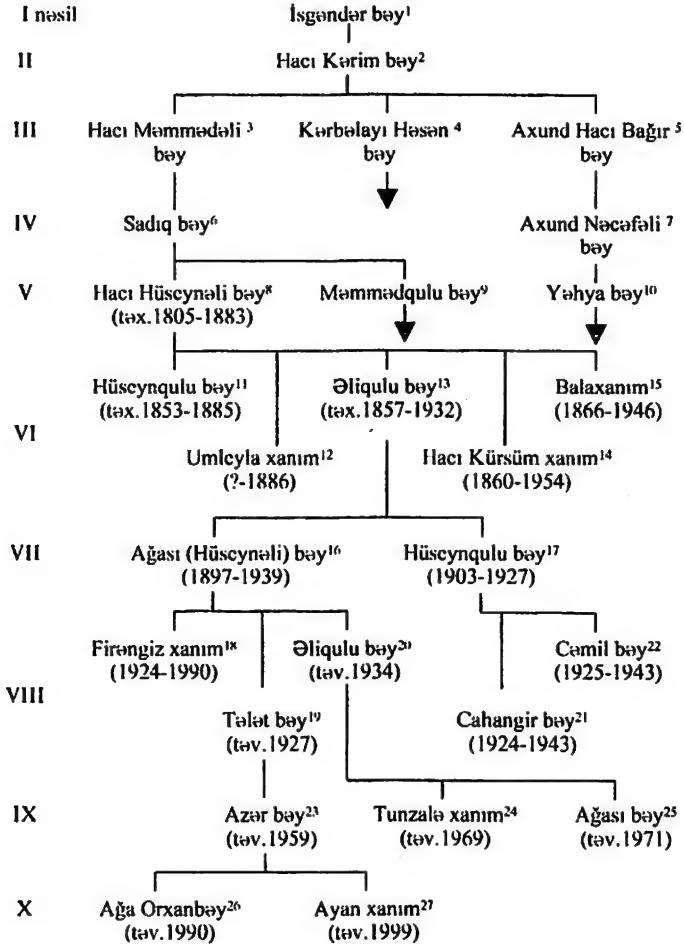 I nəsil İsgəndər bəy¹
II Hacı Kərim bəy²
III Hacı Məmmədəli ³ Kərbəlayı Həsən ⁴ Axund Hacı Bağır ⁵
bəy bəy bəy
IV Sadıq bəy⁶ Axund Nəcəfəli ⁷
bəy
V Hacı Hüseynəli bəy⁸ Məmmədqulu bəy⁹ Yəhya bəy¹⁰
(təx.1805-1883)
Hüseynqulu bəy¹¹ Əliqulu bəy¹³ Balaxanım¹⁵
(təx.1853-1885) (təx.1857-1932) (1866-1946)
VI
Umleyla xanım¹² Hacı Kürsüm xanım¹⁴
(?-1886) (1860-1954)
VII Ağası (Hüseynəli) bəy¹⁶ Hüseynqulu bəy¹⁷
(1897-1939) (1903-1927)
Firəngiz xanım¹⁸ Əliqulu bəy²⁰ Cəmil bəy²²
(1924-1990) (təv.1934) (1925-1943)
VIII
Tələt bəy¹⁹ Cahangir bəy²¹
(təv.1927) (1924-1943)
IX Azər bəy²³ Tunzalə xanım²⁴ Ağası bəy²⁵
(təv.1959) (təv.1969) (təv.1971)
X Ağa Orxanbəy²⁶ Ayan xanım²⁷
(təv.1990) (təv.1999)